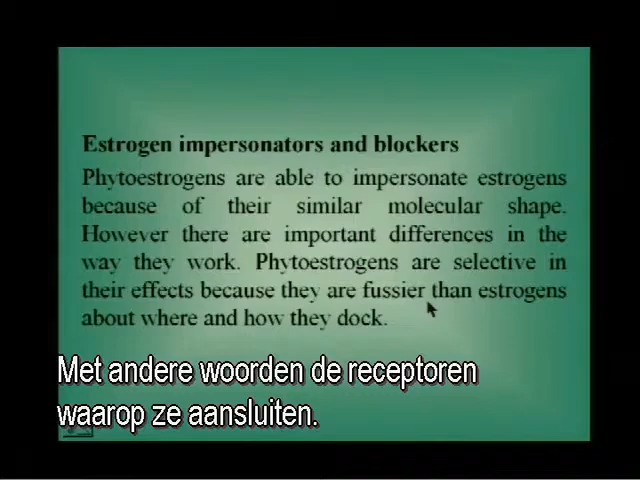 Estrogen impersonators and blockers
Phytoestrogens are able to impersonate estrogens
because of their similar molecular shape.
However there are important differences in the
way they work. Phytoestrogens are selective in
their effects because they are fussier than estrogens
about where and how they dock.
Met andere woorden de receptoren
waarop ze aansluiten.